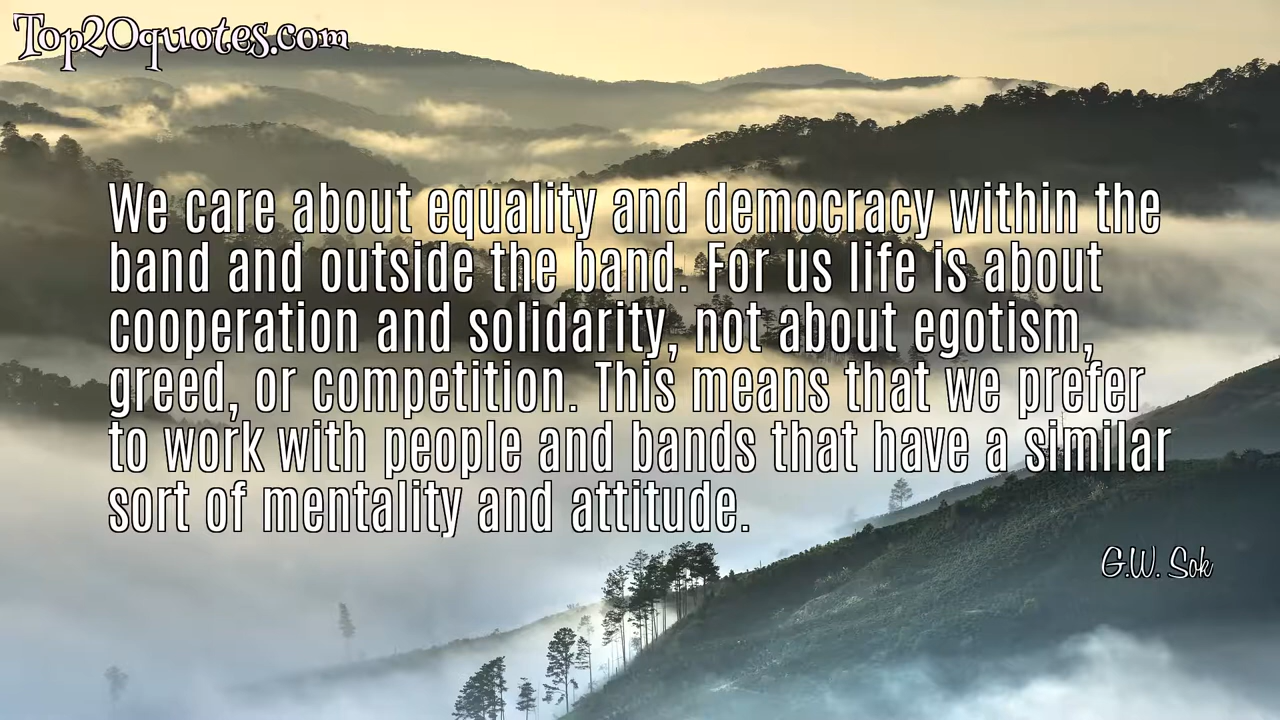 Top20quotes.com
We care about equality and democracy within the
band and outside the band. For us life is about
cooperation and solidarity, not about egotism,
greed, or competition. This means that we prefer
to work with people and bands that have a similar
sort of mentality and attitude.
G.W. Sok